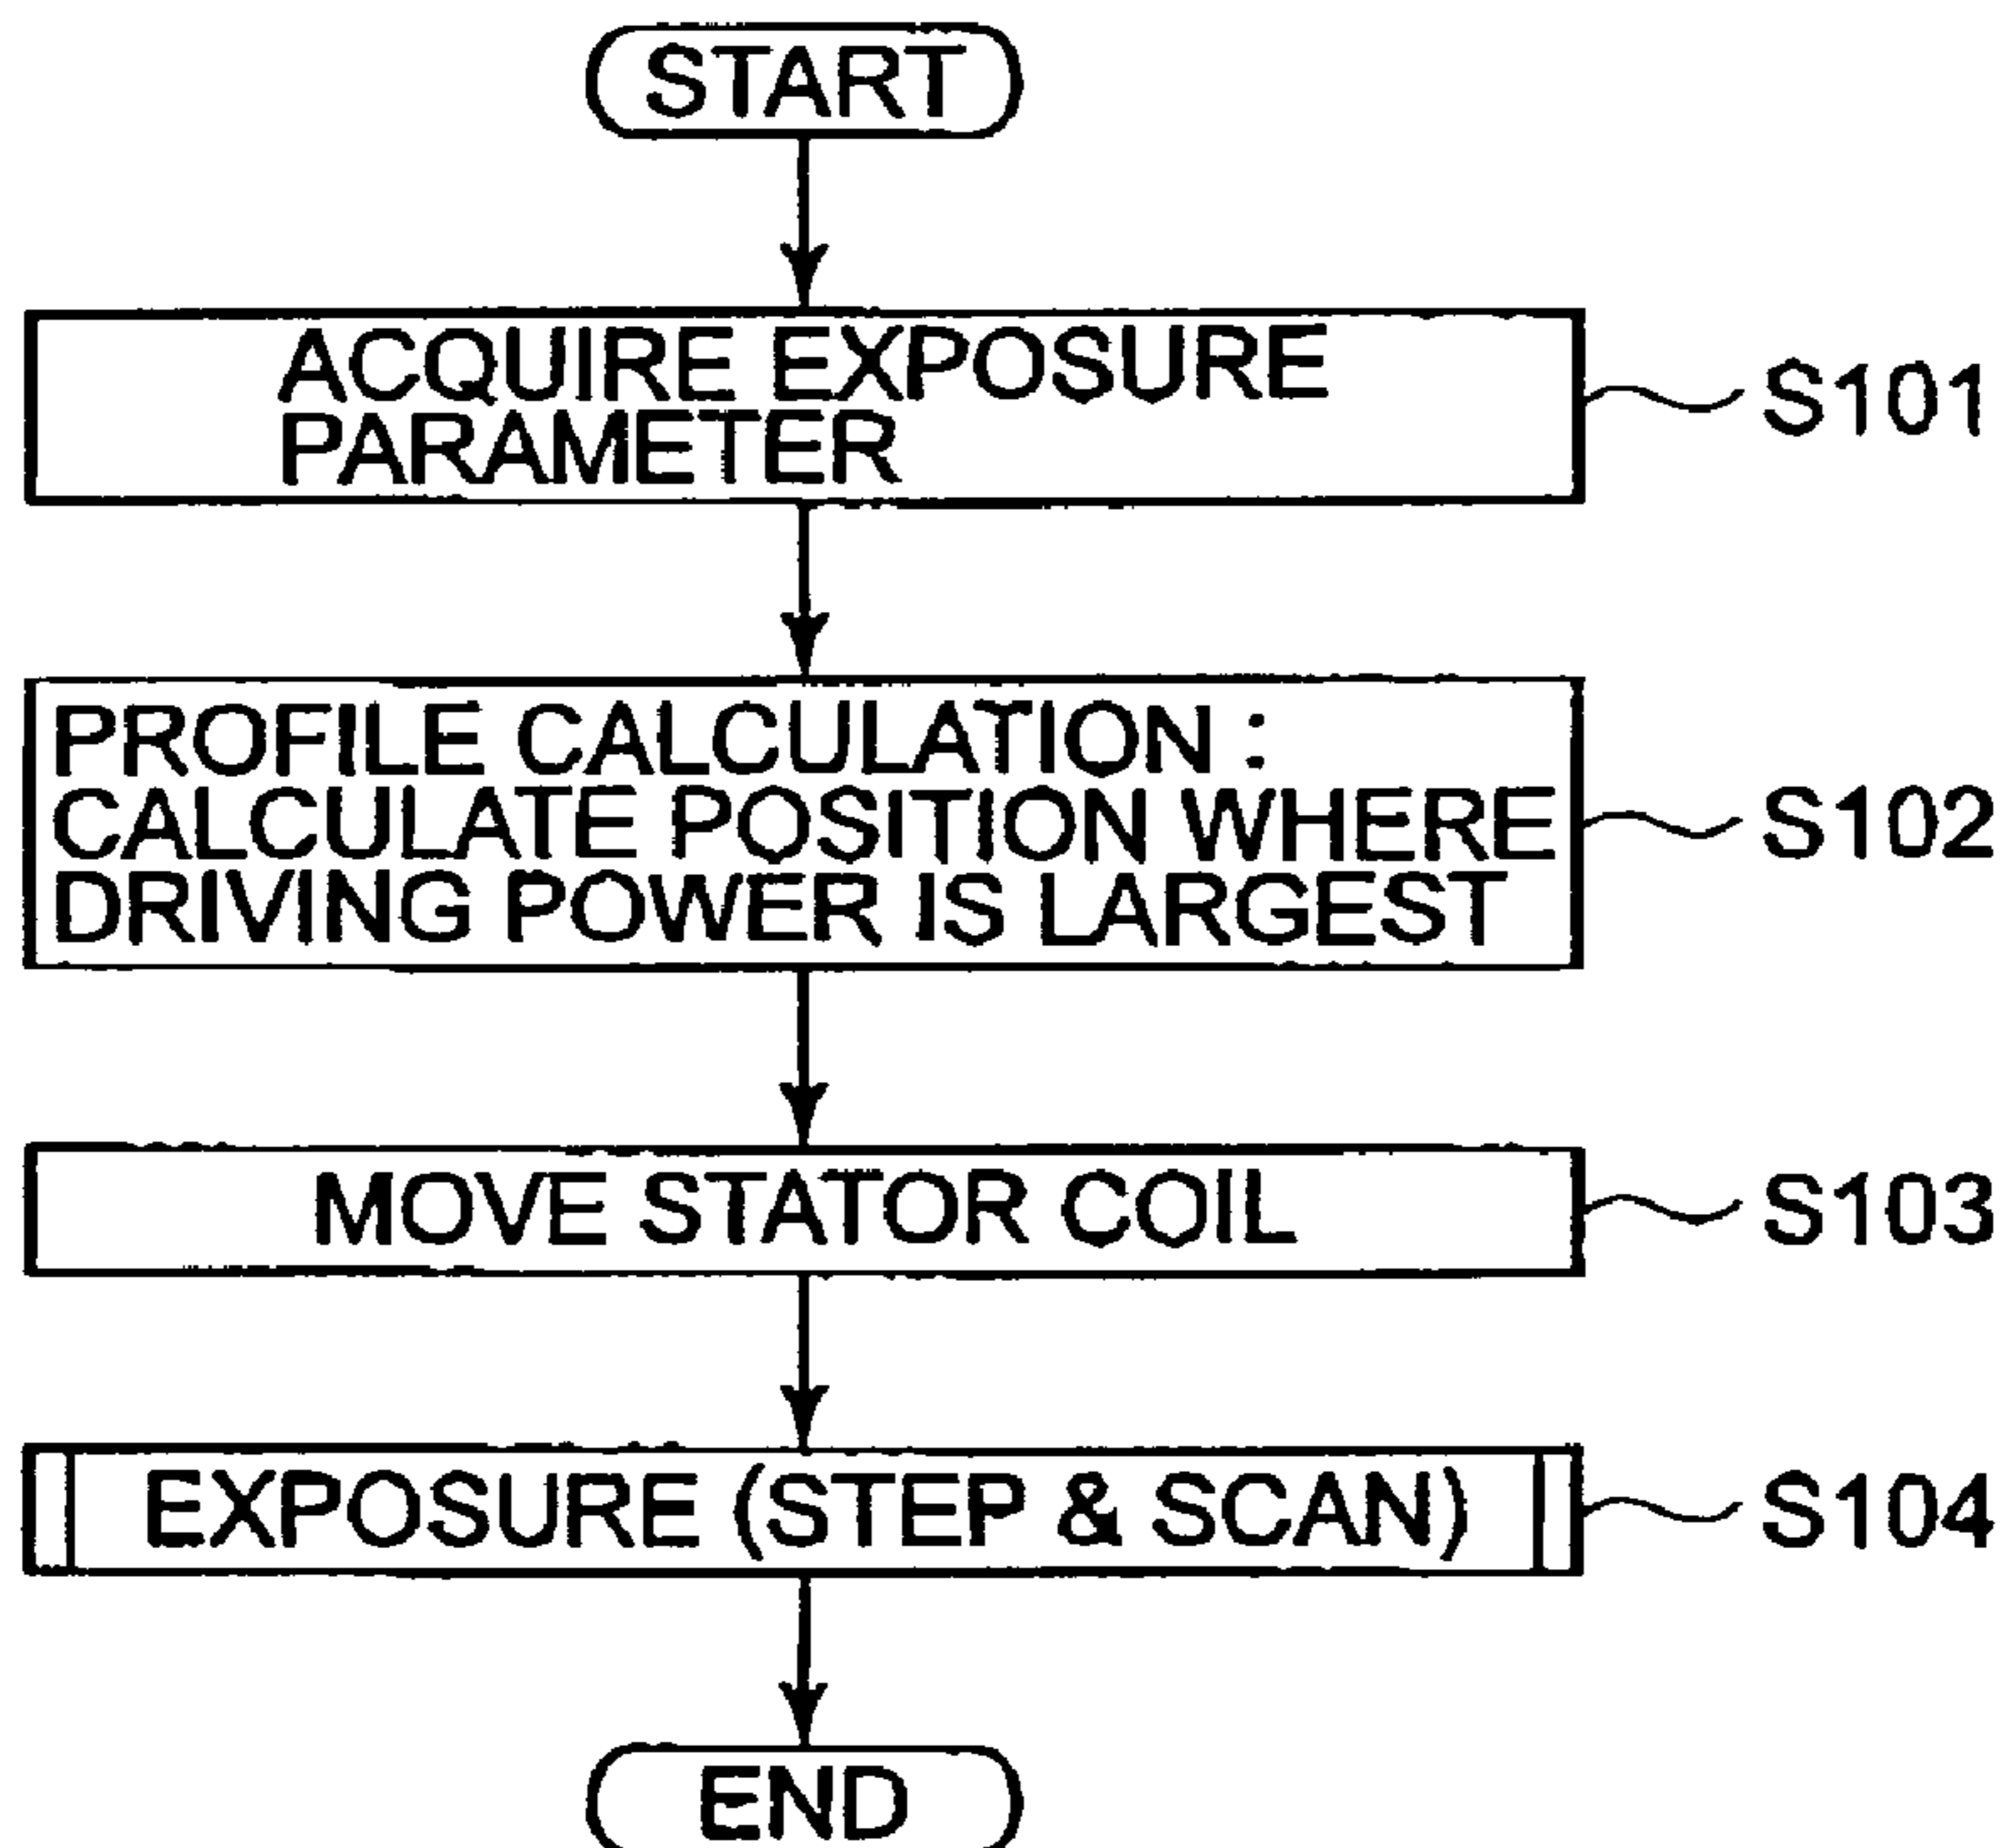 START
ACQUIRE EXPOSURE
PARAMETER
S101
PROFILE CALCULATION :
CALCULATE POSITION WHERE
DRIVING POWER IS LARGEST
S102
MOVE STATOR COIL
S103
EXPOSURE (STEP & SCAN)
S104
END